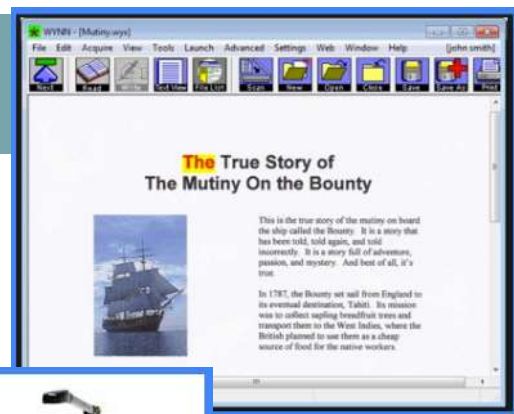 WYNN - [Mutiny.wys]
File Edit Acquire View Tools Launch Advanced Settings Web Window Help [john smith]
Next Read Write Text View File List Scan New Open Close Save Save As Print
The True Story of
The Mutiny On the Bounty
This is the true story of the mutiny on board
the ship called the Bounty. It is a story that
has been told, told again, and told
incorrectly. It is a story full of adventure,
passion, and mystery. And best of all, it's
true.
In 1787, the Bounty set sail from England to
its eventual destination, Tahiti. Its mission
was to collect sapling breadfruit trees and
transport them to the West Indies, where the
British planned to use them as a cheap
source of food for the native workers.